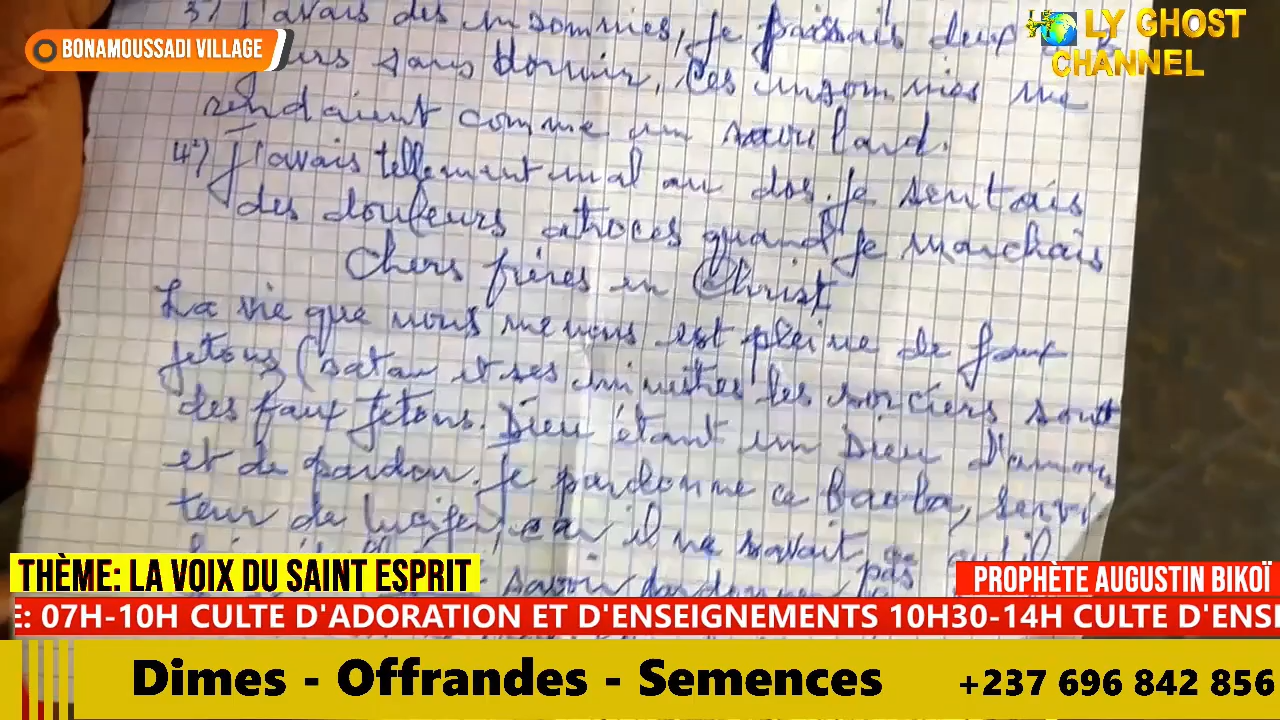 BONAMOUSSADI VILLAGE
LY GHOST
CHANNEL
3°) J'avais des insomnies, je passais deux
jours sans dormir. Ces insomnies me
rendaient comme un
4°) J'avais tellement mal au dos. Je sentais
des douleurs atroces quand je marchais
Chers frères en Christ
La vie que nous menons est pleine de faux
jetons (satan et ses ministres les sorciers sont
des faux jetons. Dieu étant un Dieu d'amour
et de pardon. Je pardonne ce Baoba, servi
teur de lucifer, car il ne savait pas
THÈME: LA VOIX DU SAINT ESPRIT
PROPHÈTE AUGUSTIN BIKOÏ
E: 07H-10H CULTE D'ADORATION ET D'ENSEIGNEMENTS 10H30-14H CULTE D'ENSE
Dimes - Offrandes - Semences
+237 696 842 856